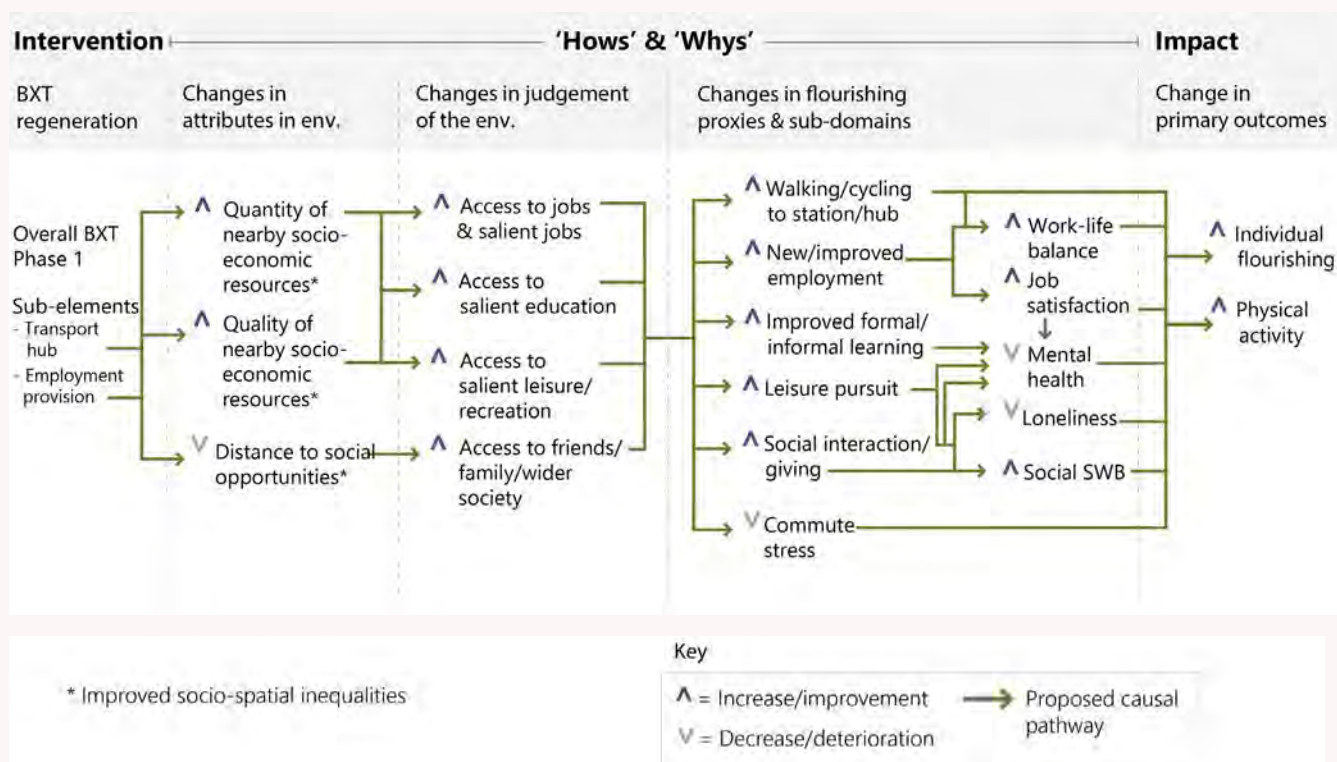 Intervention
'Hows' & 'Whys'
Impact
BXT
regeneration
Changes in
attributes in env.
Changes in judgement
of the env.
Changes in flourishing
proxies & sub-domains
Change in
primary outcomes
Overall BXT
Phase 1
Sub-elements
- Transport
hub
- Employment
provision
Quantity of
nearby socio-
economic
resources*
Quality of
nearby socio-
economic
resources*
Distance to social
opportunities*
Access to jobs
& salient jobs
Access to
salient education
Access to
salient leisure/
recreation
Access to friends/
family/wider
society
Walking/cycling
to station/hub
New/improved
employment
Improved formal/
informal learning
Leisure pursuit
Social interaction/
giving
Commute
stress
Work-life
balance
Job
satisfaction
Mental
health
Loneliness
Social SWB
Individual
flourishing
Physical
activity
* Improved socio-spatial inequalities
Key
= Increase/improvement
= Decrease/deterioration
Proposed causal
pathway